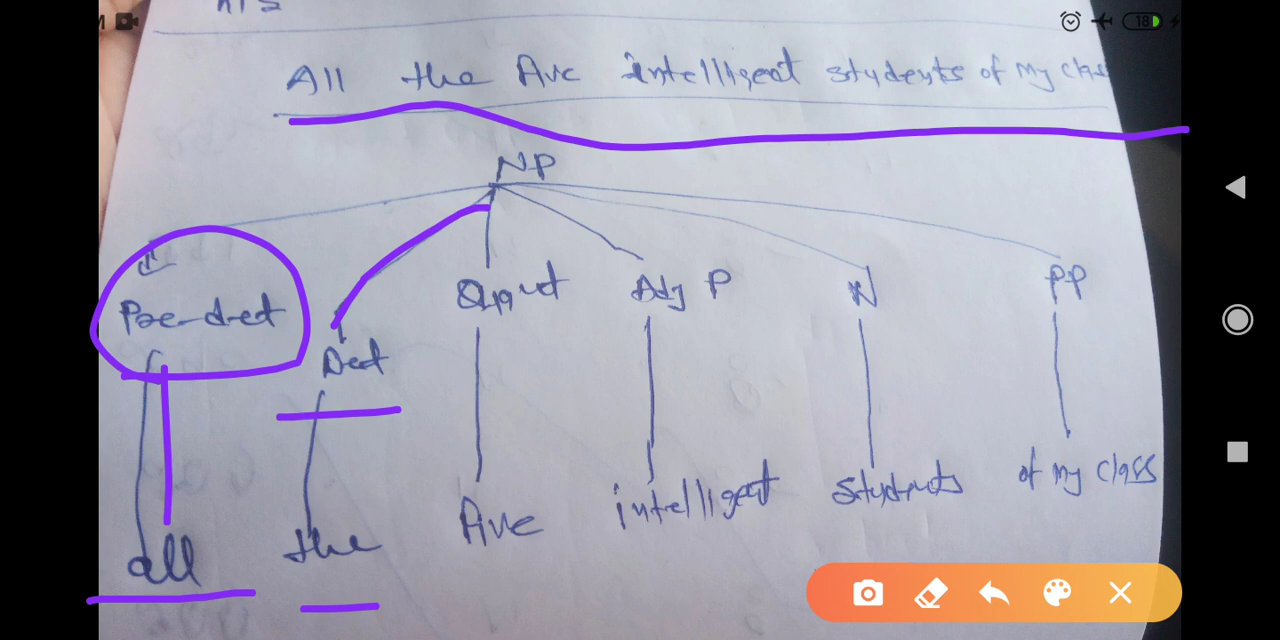 18
All the five intelligent students of my class
NP
Pre-det
Det
Quant
Adj P
N
PP
all
the
five
intelligent
students
of my class